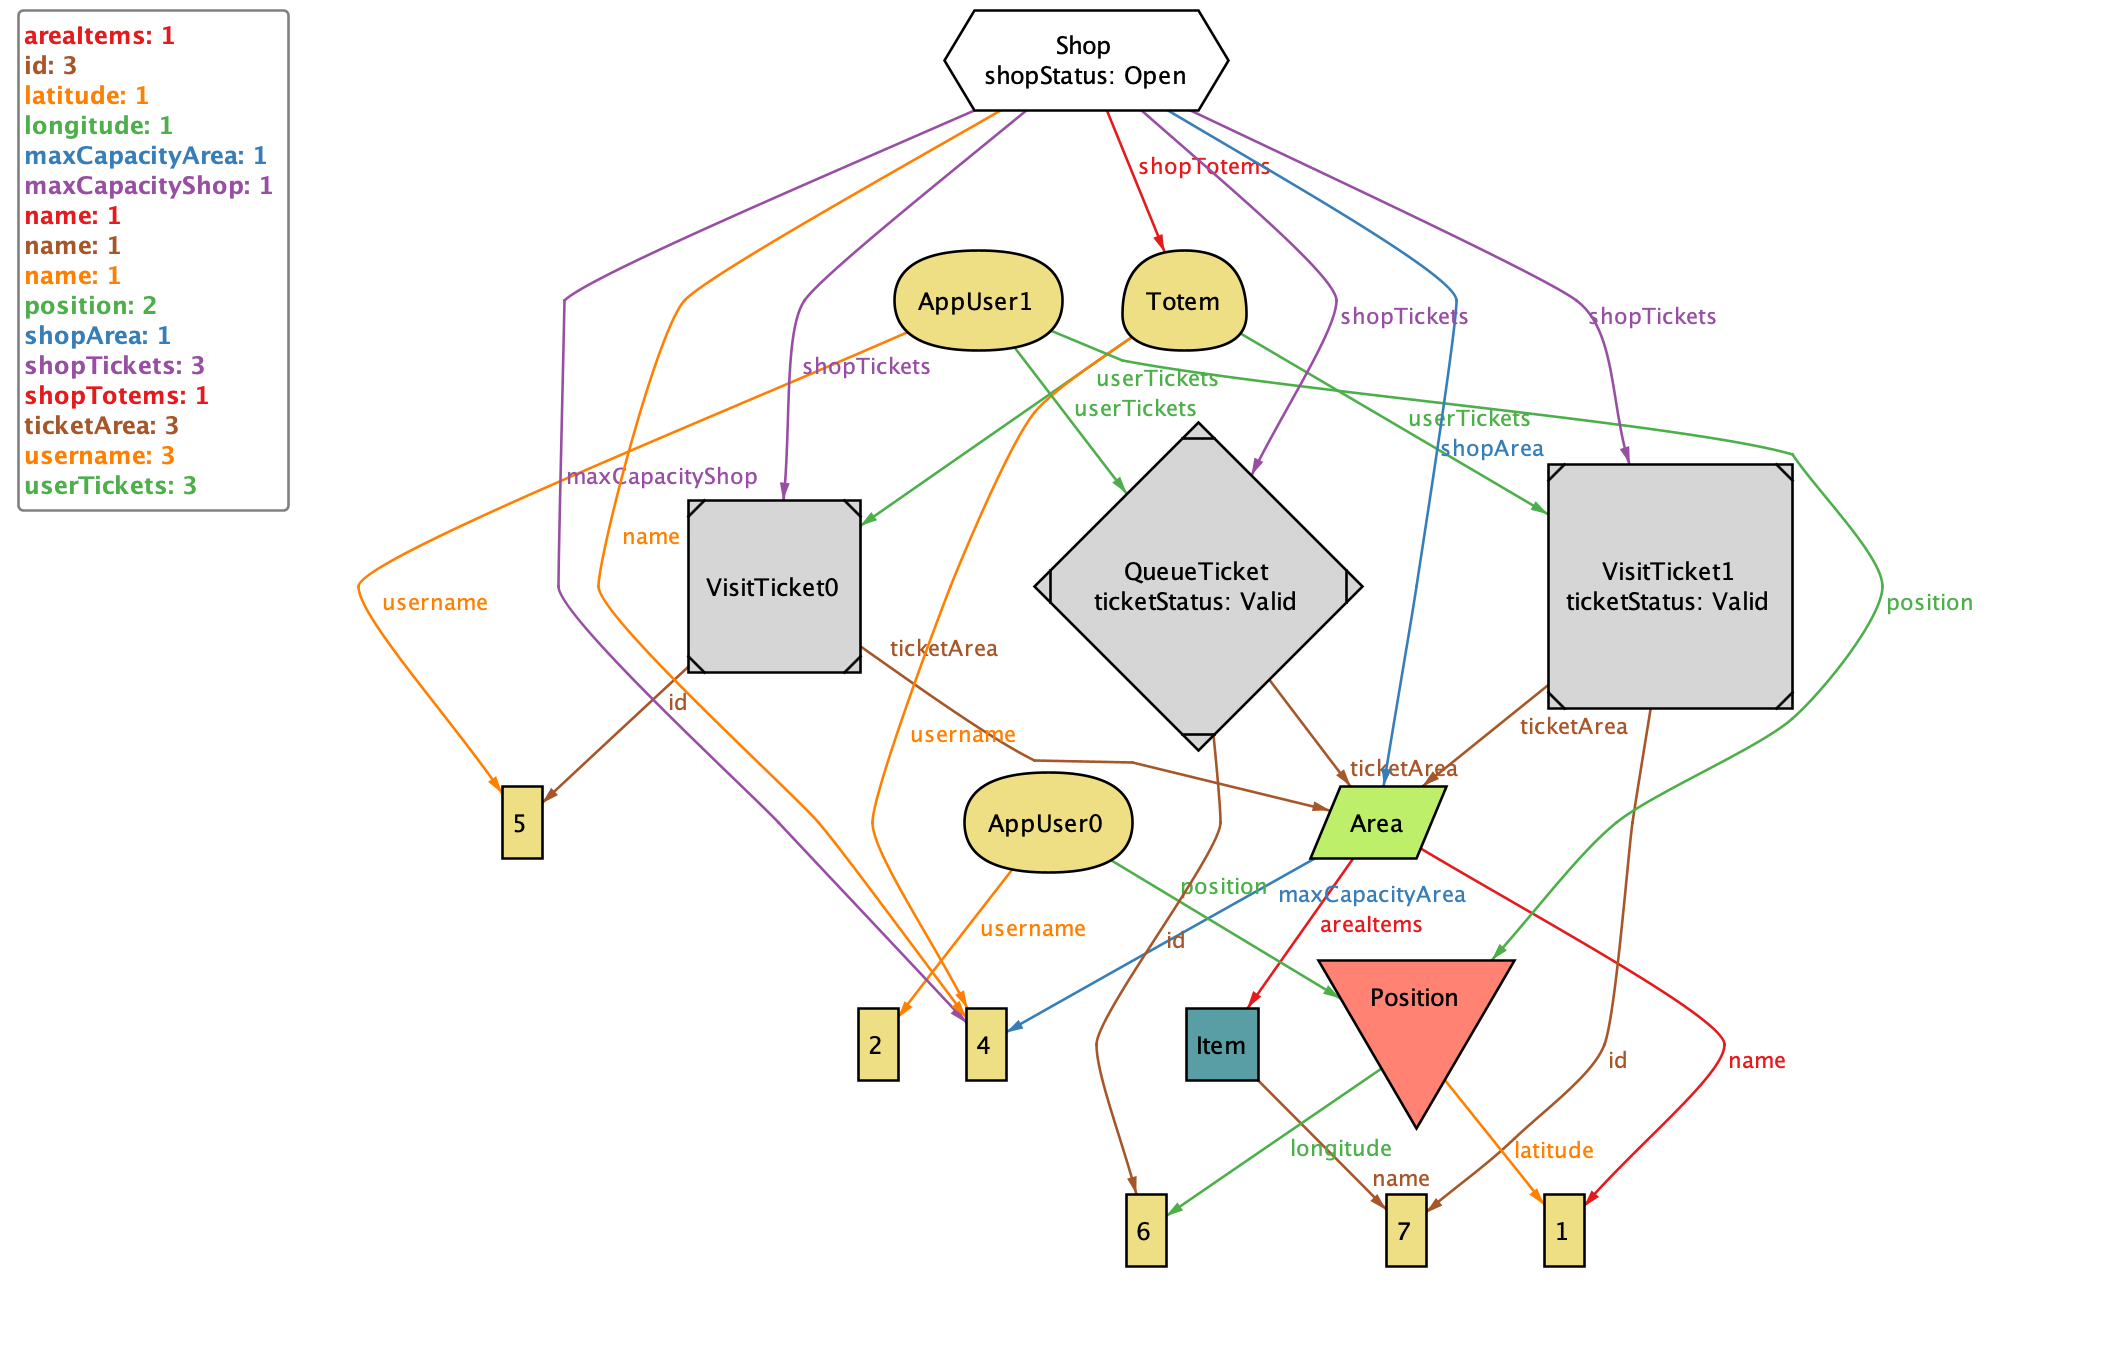 areaItems: 1
id: 3
latitude: 1
longitude: 1
maxCapacityArea: 1
maxCapacityShop: 1
name: 1
name: 1
name: 1
position: 2
shopArea: 1
shopTickets: 3
shopTotems: 1
ticketArea: 3
username: 3
userTickets: 3
Shop
shopStatus: Open
shopTotems
AppUser1
Totem
shopTickets
shopTickets
shopTickets
userTickets
userTickets
userTickets
shopArea
maxCapacityShop
name
VisitTicket0
QueueTicket
ticketStatus: Valid
VisitTicket1
ticketStatus: Valid
username
position
ticketArea
id
ticketArea
username
ticketArea
5
AppUser0
Area
position
maxCapacityArea
areaItems
username
id
Position
2
4
Item
id
name
longitude
latitude
name
6
7
1